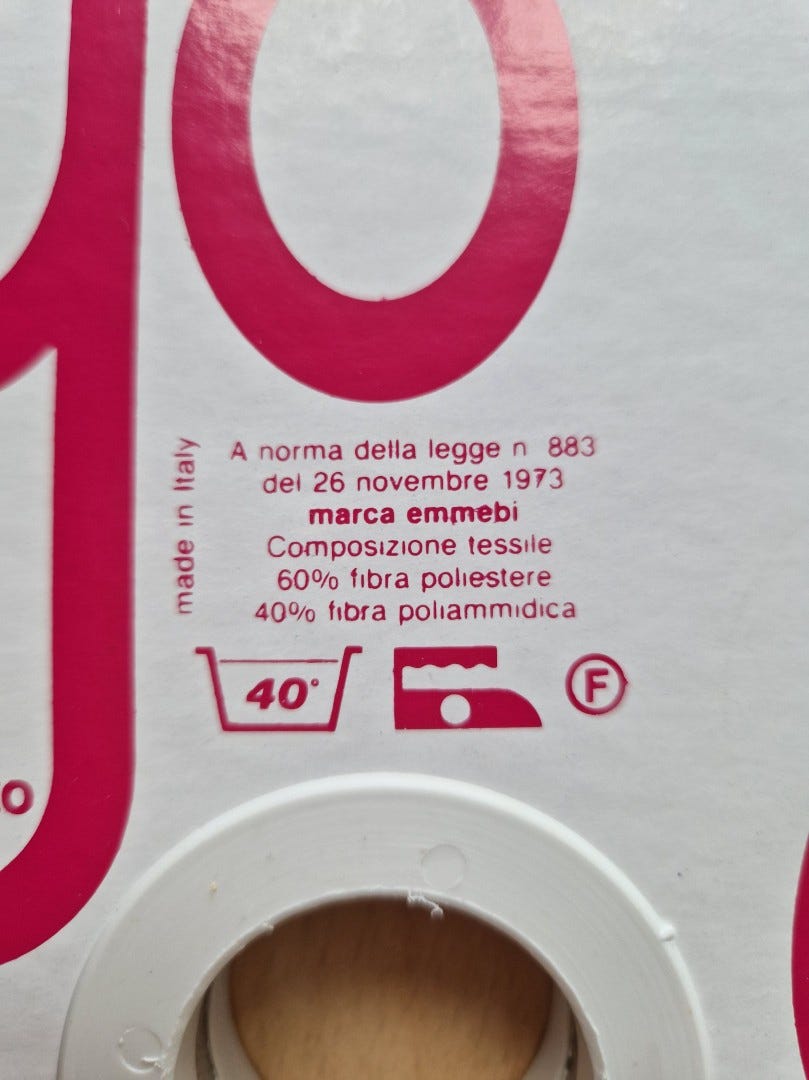 go
made in Italy
A norma della legge n 883
del 26 novembre 1973
marca emmebi
Composizione tessile
60% fibra poliestere
40% fibra poliammidica
40°
F